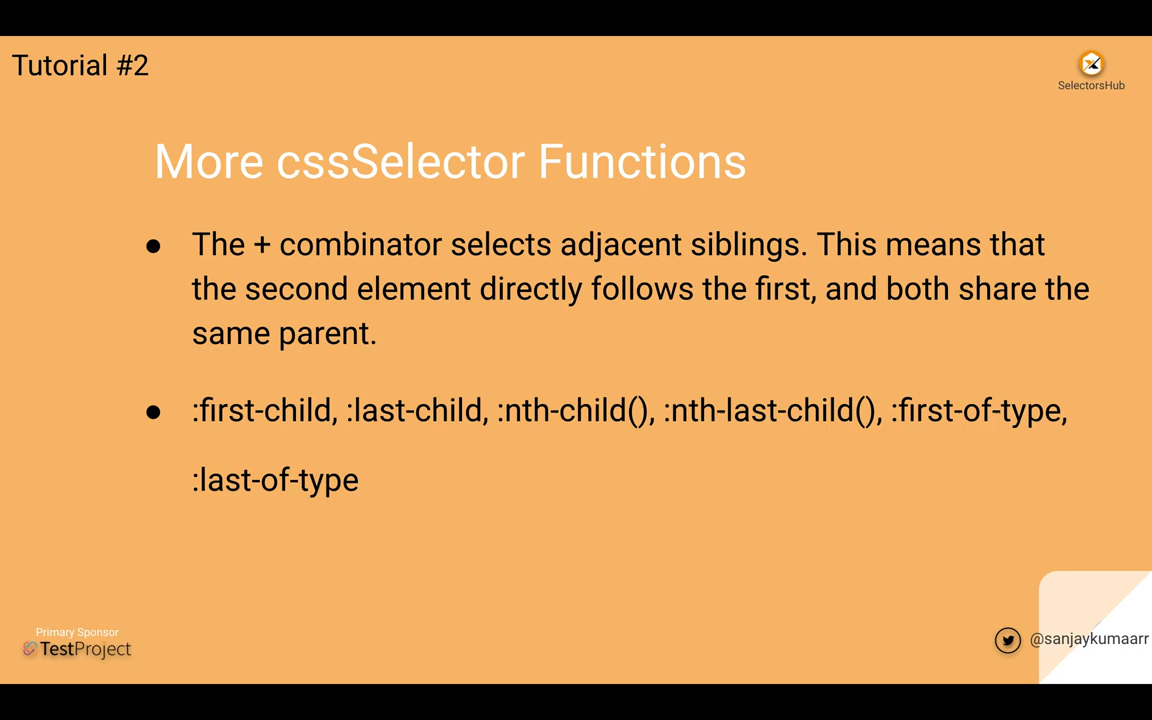 Tutorial #2
SelectorsHub
More cssSelector Functions
● The + combinator selects adjacent siblings. This means that
the second element directly follows the first, and both share the
same parent.
● :first-child, :last-child, :nth-child(), :nth-last-child(), :first-of-type,
:last-of-type
Primary Sponsor
TestProject
@sanjaykumaarr